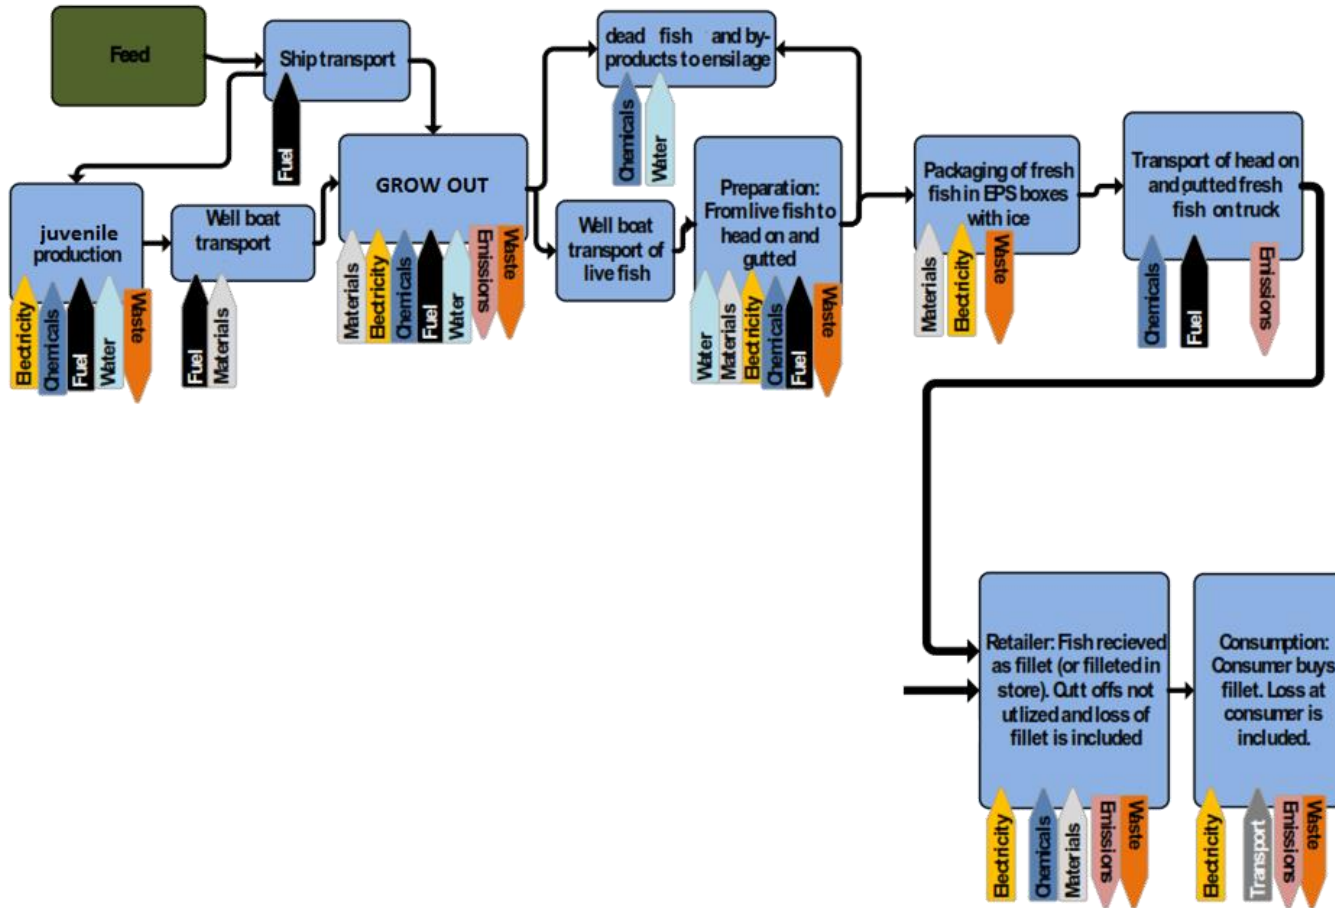 Feed
Ship transport
Fuel
dead fish and by-
products to ensilage
Chemicals
Water
juvenile
production
Electricity
Chemicals
Fuel
Water
Waste
Well boat
transport
Fuel
Materials
GROW OUT
Materials
Electricity
Chemicals
Fuel
Water
Emissions
Waste
Well boat
transport of
live fish
Preparation:
From live fish to
head on and
gutted
Water
Materials
Electricity
Chemicals
Fuel
Waste
Packaging of fresh
fish in EPS boxes
with ice
Materials
Electricity
Waste
Transport of head on
and gutted fresh
fish on truck
Chemicals
Fuel
Emissions
Retailer: Fish recieved
as fillet (or filleted in
store). Cutt offs not
utlized and loss of
fillet is included
Electricity
Chemicals
Materials
Emissions
Waste
Consumption:
Consumer buys
fillet. Loss at
consumer is
included.
Electricity
Transport
Emissions
Waste